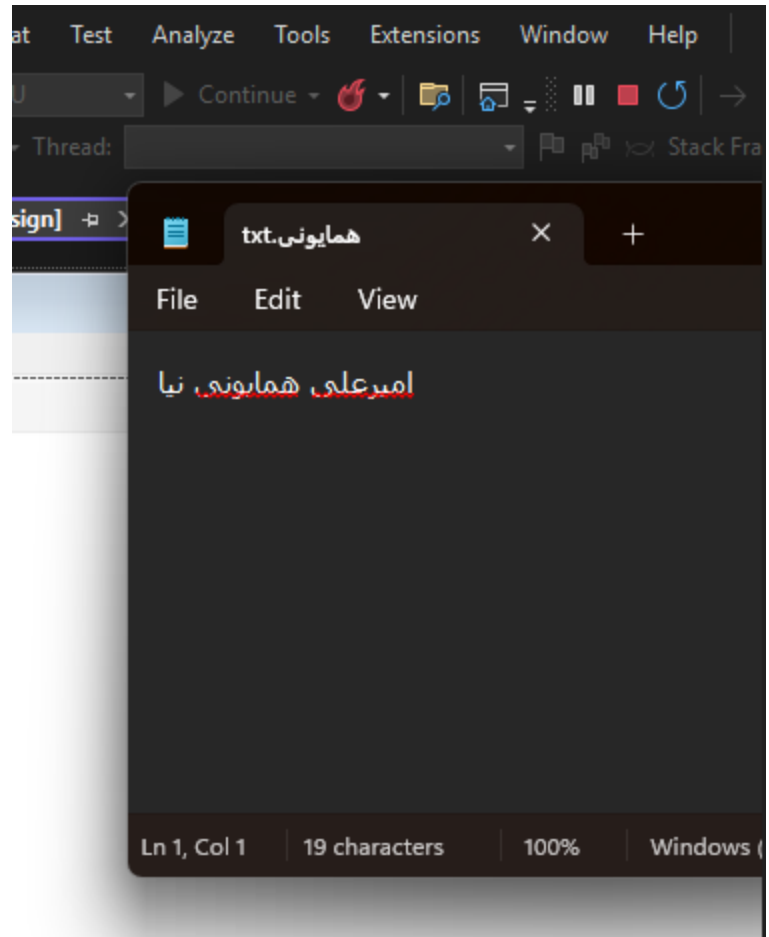 Test Analyze Tools Extensions Window Help
Continue
Thread: Stack Fra
sign]
همایونی.txt
File Edit View
امیرعلی همایونی نیا
Ln 1, Col 1 19 characters 100% Windows (